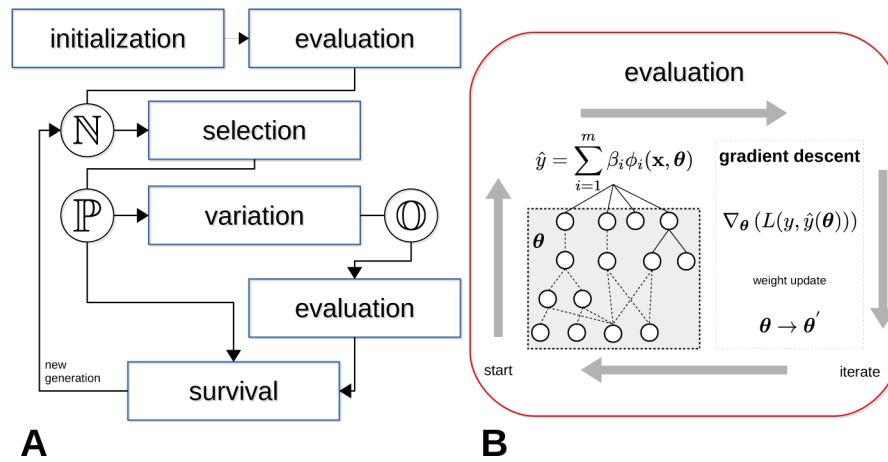 initialization
evaluation
ℕ
selection
ℙ
variation
𝕆
evaluation
new
generation
survival
A
evaluation
ŷ = ∑_{i=1}^{m} β_i ϕ_i(𝐱, 𝜽)
gradient descent
𝜽
∇_𝜽 (L(y, ŷ(𝜽)))
weight update
𝜽 → 𝜽′
start
iterate
B